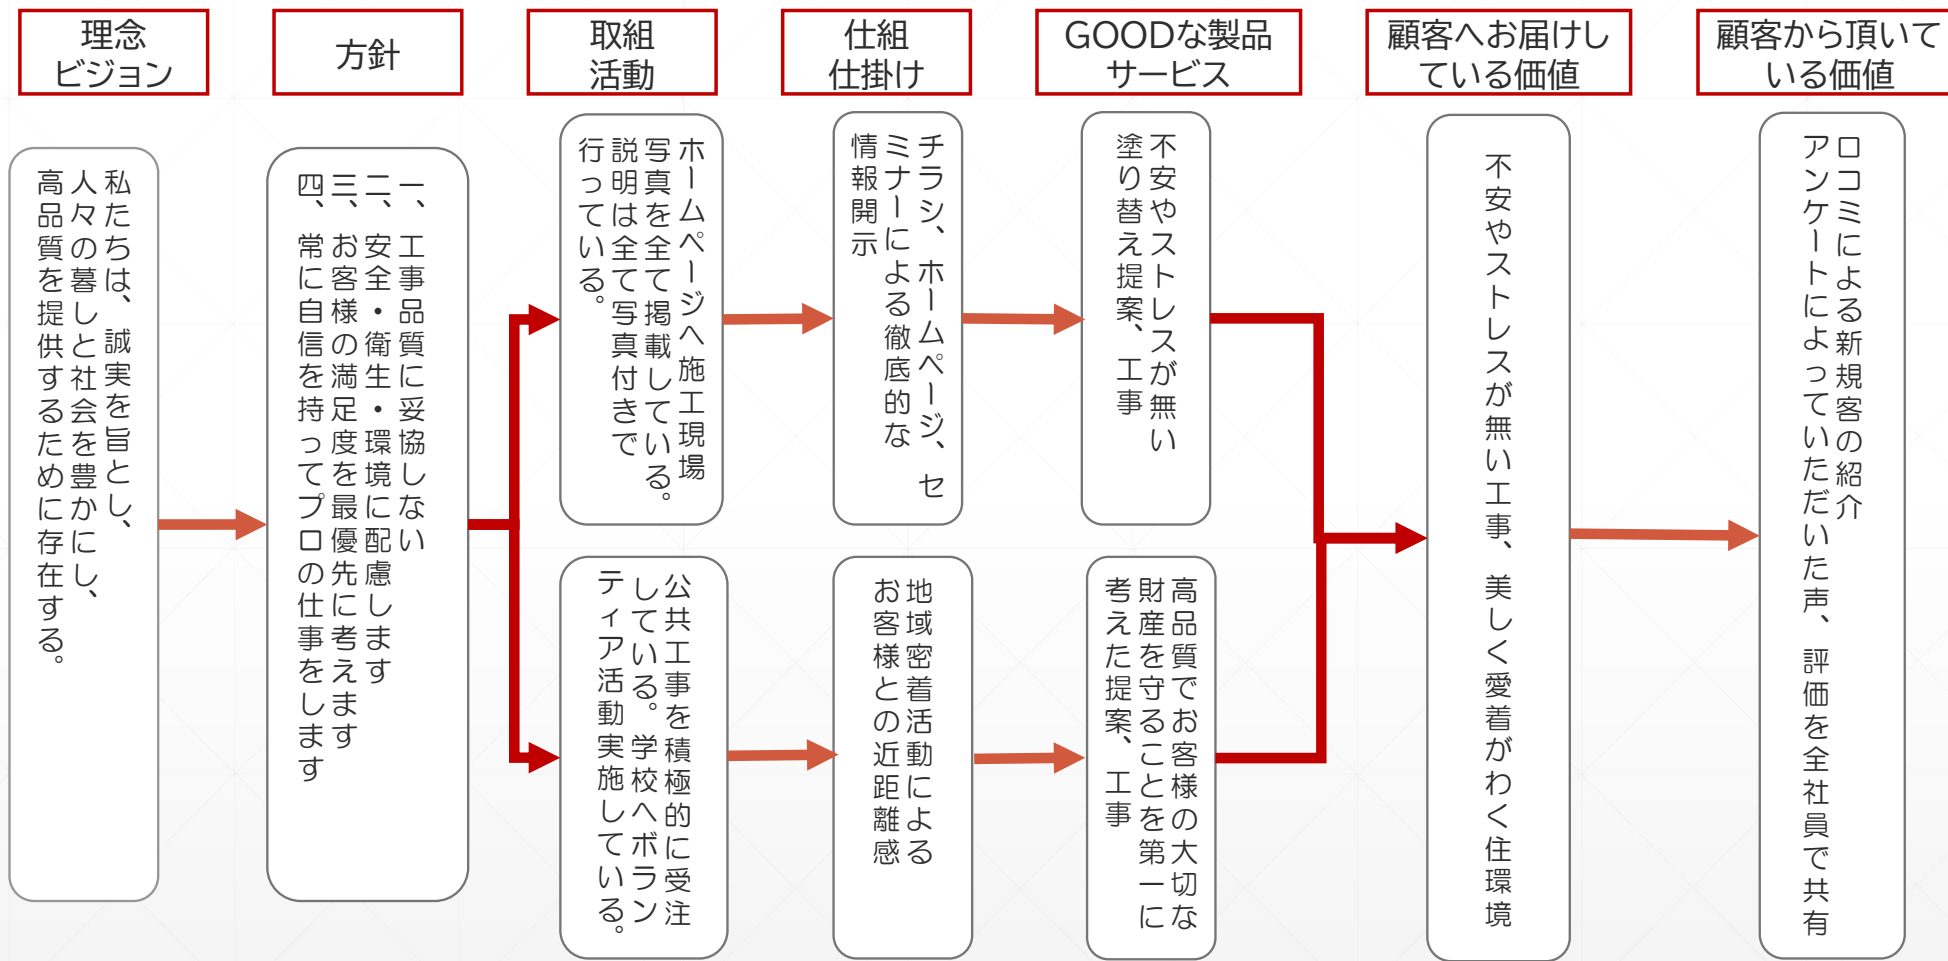 理念
ビジョン
方針
取組
活動
仕組
仕掛け
GOODな製品
サービス
顧客へお届けし
ている価値
顧客から頂いて
いる価値
私たちは、誠実を旨とし、
人々の暮しと社会を豊かにし、
高品質を提供するために存在する。
一、工事品質に妥協しない
二、安全・衛生・環境に配慮します
三、お客様の満足度を最優先に考えます
四、常に自信を持ってプロの仕事をします
ホームページへ施工現場
写真を全て掲載している。
説明は全て写真付きで
行っている。
チラシ、ホームページ、セ
ミナーによる徹底的な
情報開示
不安やストレスが無い
塗り替え提案、工事
公共工事を積極的に受注
している。学校へボラン
ティア活動実施している。
地域密着活動による
お客様との近距離感
高品質でお客様の大切な
財産を守ることを第一に
考えた提案、工事
不安やストレスが無い工事、美しく愛着がわく住環境
口コミによる新規客の紹介
アンケートによっていただいた声、評価を全社員で共有